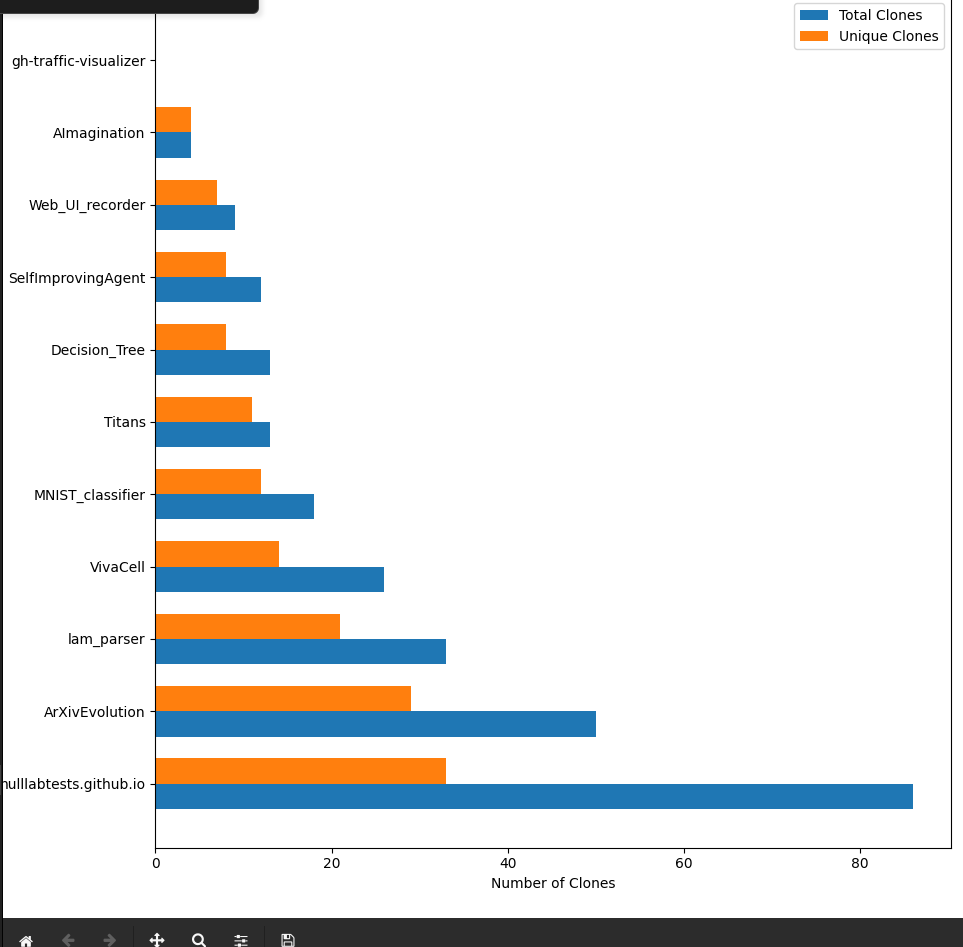 Total Clones
Unique Clones
gh-traffic-visualizer
AImagination
Web_UI_recorder
SelfImprovingAgent
Decision_Tree
Titans
MNIST_classifier
VivaCell
lam_parser
ArXivEvolution
nulllabtests.github.io
0 20 40 60 80
Number of Clones